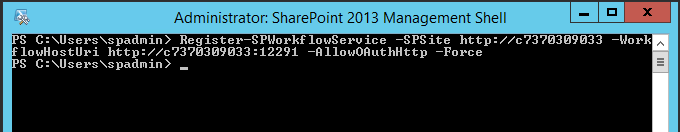 Administrator: SharePoint 2013 Management Shell
PS C:\Users\spadmin> Register-SPWorkflowService -SPSite http://c7370309033 -Work
flowHostUri http://c7370309033:12291 -AllowOAuthHttp -Force
PS C:\Users\spadmin> _